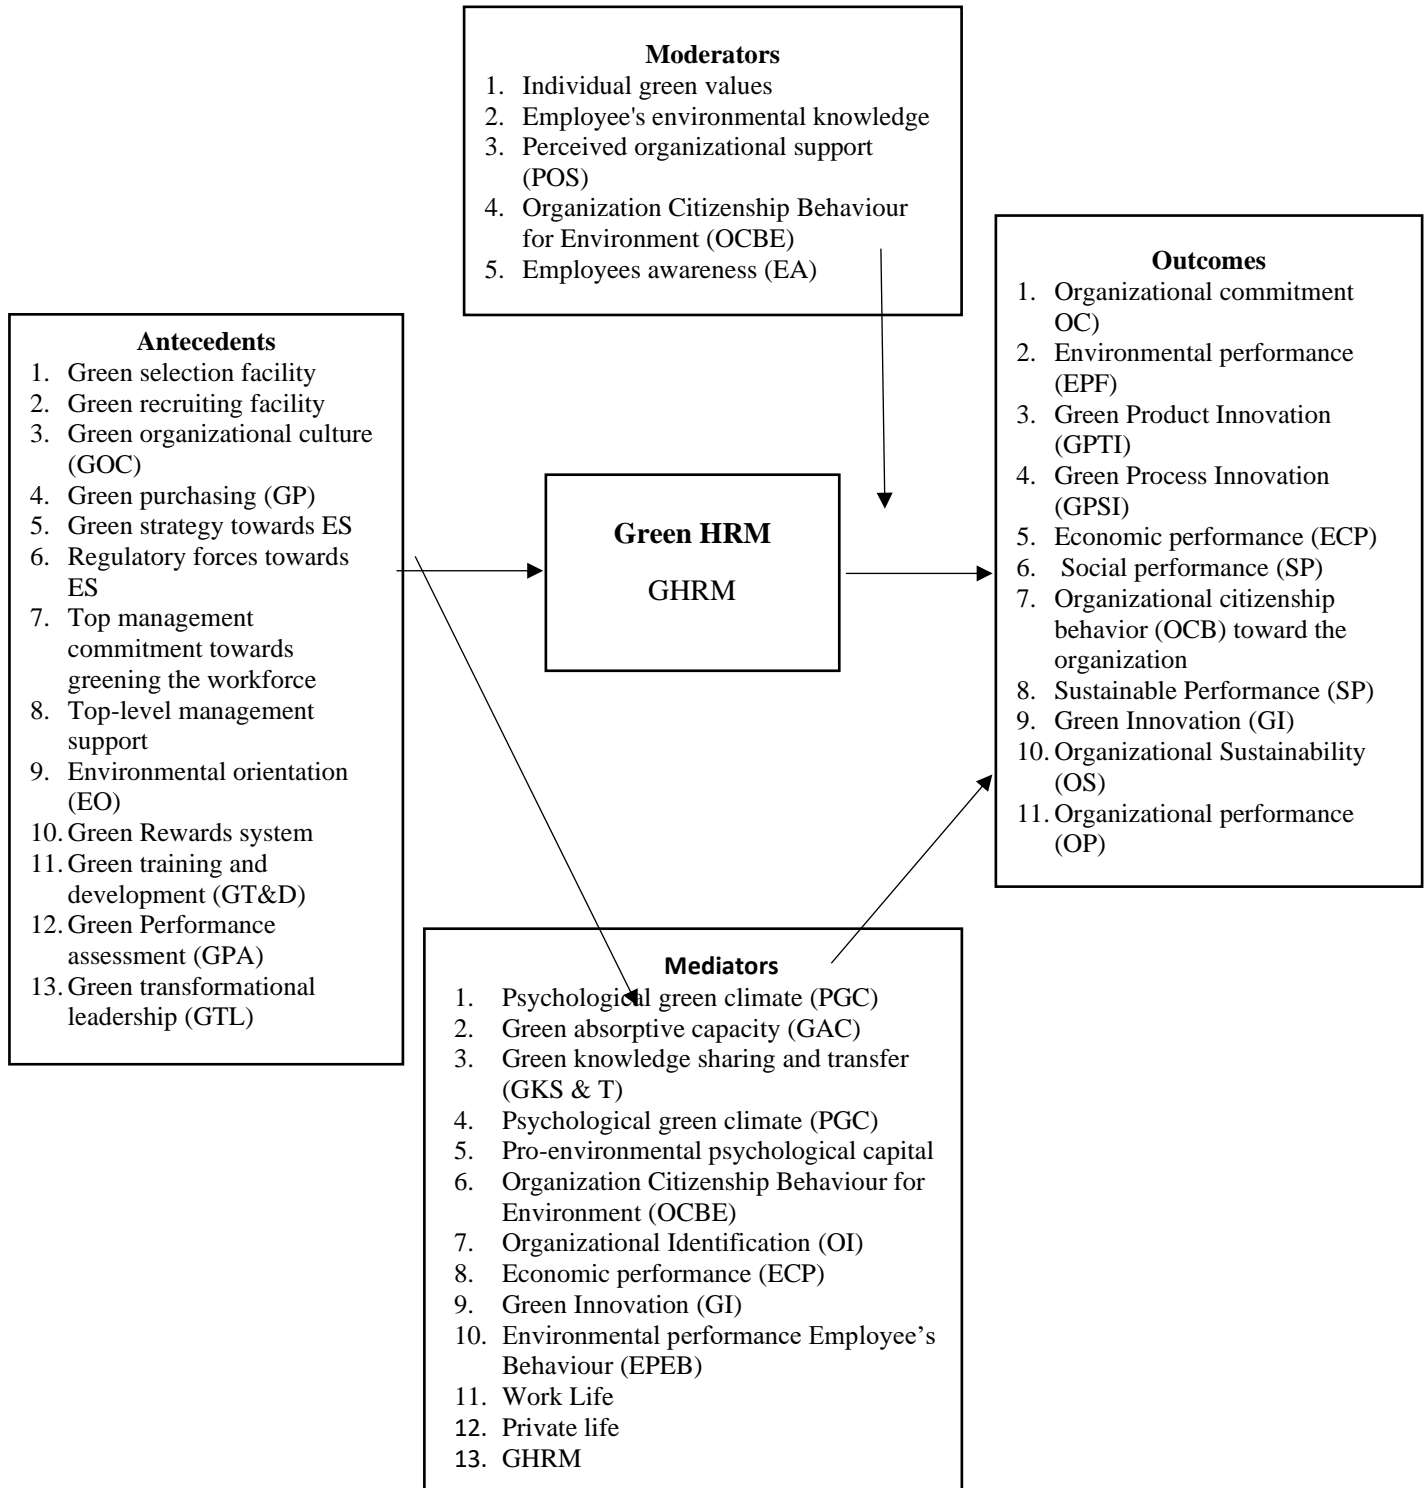 Moderators
1. Individual green values
2. Employee's environmental knowledge
3. Perceived organizational support
(POS)
4. Organization Citizenship Behaviour
for Environment (OCBE)
5. Employees awareness (EA)
Antecedents
1. Green selection facility
2. Green recruiting facility
3. Green organizational culture
(GOC)
4. Green purchasing (GP)
5. Green strategy towards ES
6. Regulatory forces towards
ES
7. Top management
commitment towards
greening the workforce
8. Top-level management
support
9. Environmental orientation
(EO)
10. Green Rewards system
11. Green training and
development (GT&D)
12. Green Performance
assessment (GPA)
13. Green transformational
leadership (GTL)
Green HRM
GHRM
Outcomes
1. Organizational commitment
OC)
2. Environmental performance
(EPF)
3. Green Product Innovation
(GPTI)
4. Green Process Innovation
(GPSI)
5. Economic performance (ECP)
6. Social performance (SP)
7. Organizational citizenship
behavior (OCB) toward the
organization
8. Sustainable Performance (SP)
9. Green Innovation (GI)
10. Organizational Sustainability
(OS)
11. Organizational performance
(OP)
Mediators
1. Psychological green climate (PGC)
2. Green absorptive capacity (GAC)
3. Green knowledge sharing and transfer
(GKS & T)
4. Psychological green climate (PGC)
5. Pro-environmental psychological capital
6. Organization Citizenship Behaviour for
Environment (OCBE)
7. Organizational Identification (OI)
8. Economic performance (ECP)
9. Green Innovation (GI)
10. Environmental performance Employee’s
Behaviour (EPEB)
11. Work Life
12. Private life
13. GHRM